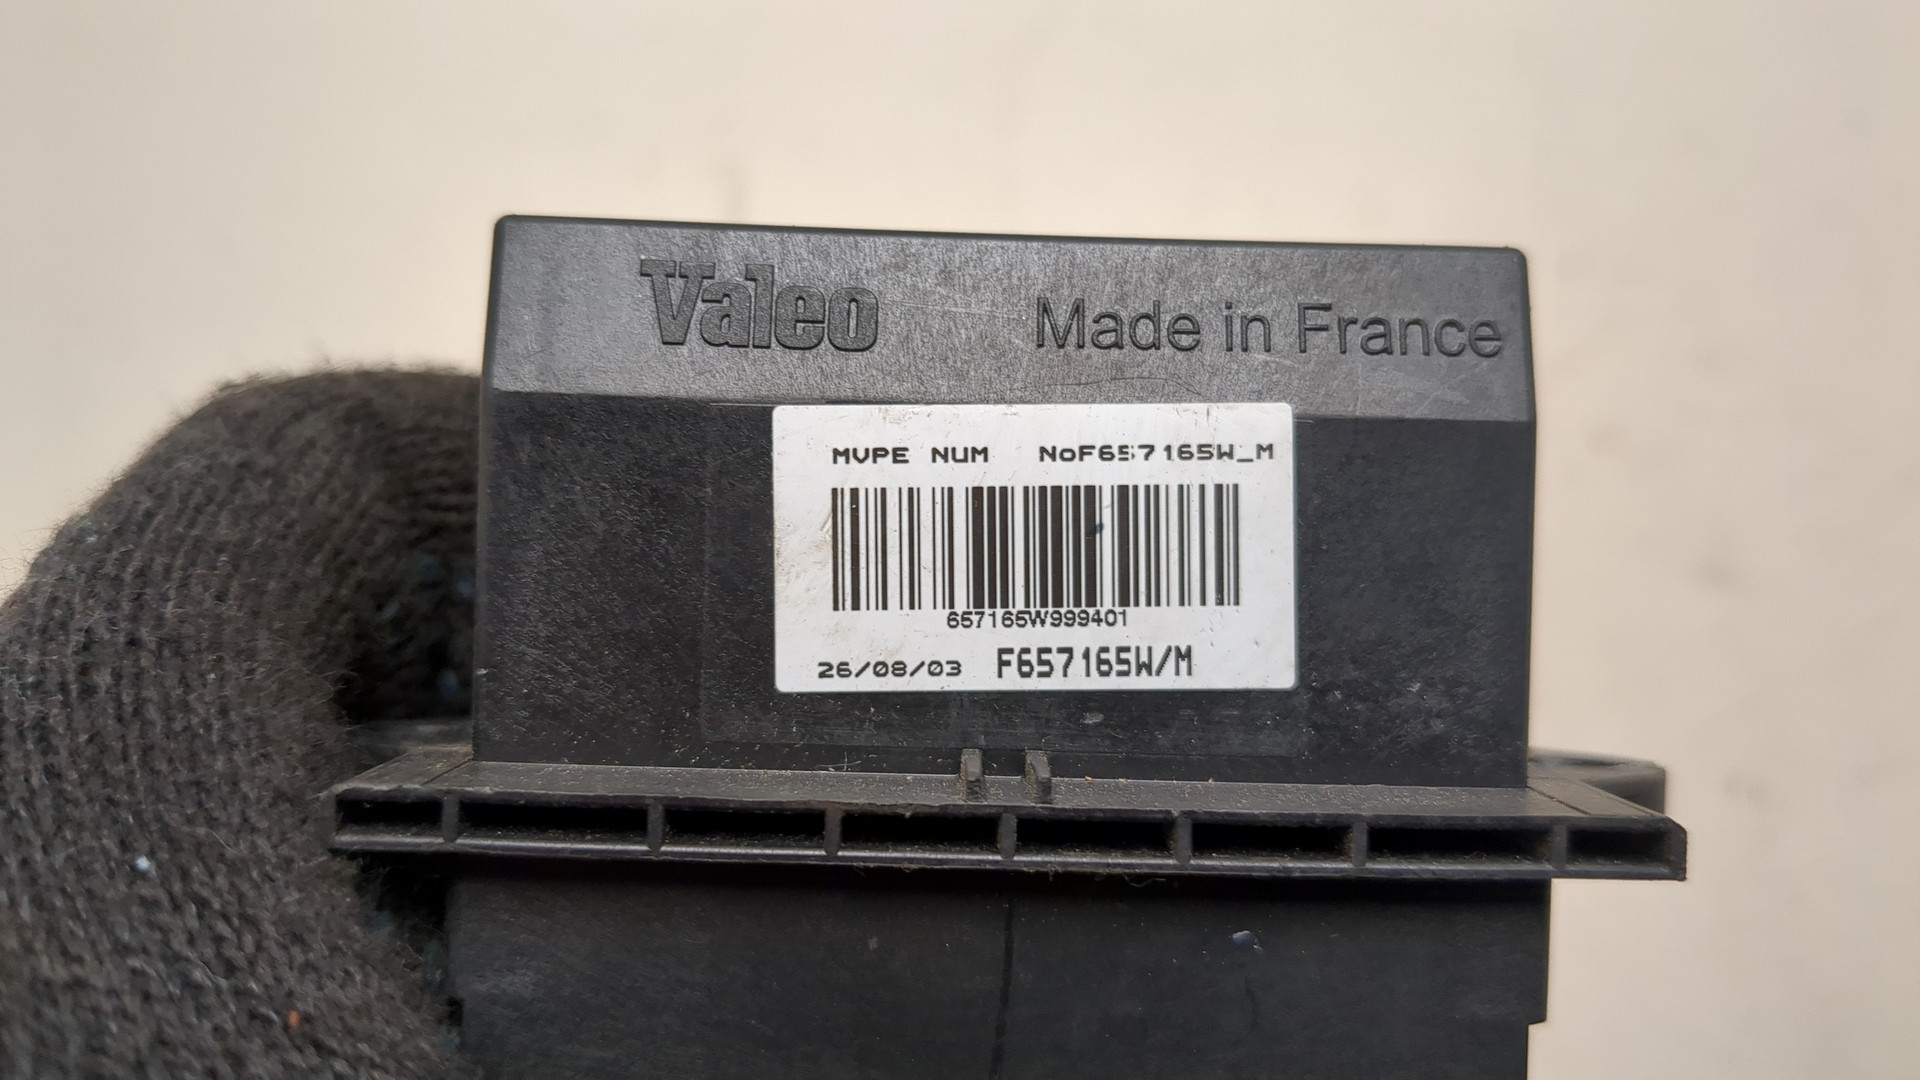 Valeo Made in France
MVPE NUM NoF657165W_M
657165W999401
26/08/03 F657165W/M